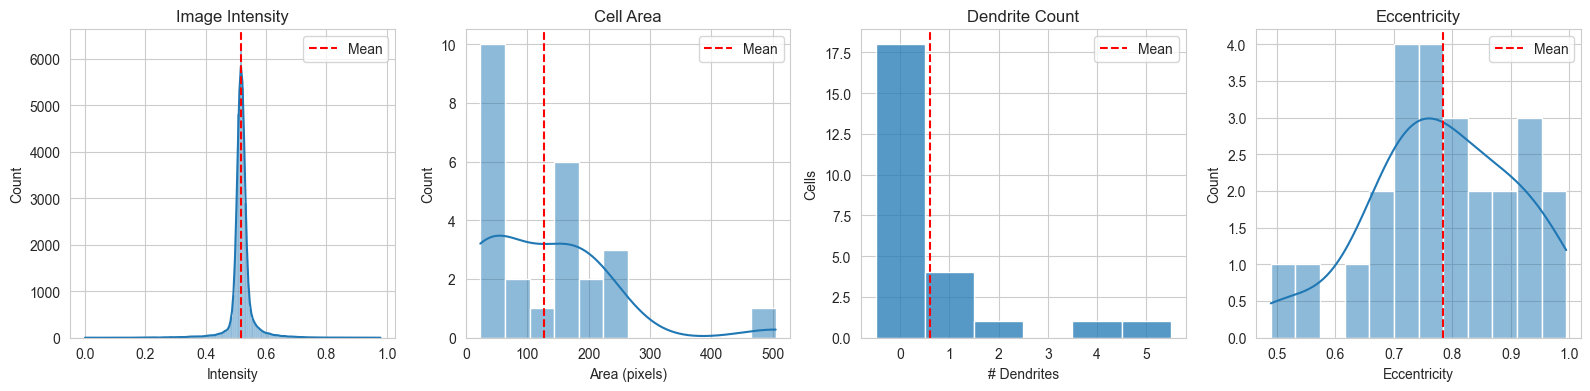 Image Intensity
Mean
6000
5000
4000
3000
2000
1000
0
Count
0.0 0.2 0.4 0.6 0.8 1.0
Intensity
Cell Area
Mean
10
8
6
4
2
0
Count
0 100 200 300 400 500
Area (pixels)
Dendrite Count
Mean
17.5
15.0
12.5
10.0
7.5
5.0
2.5
0.0
Cells
0 1 2 3 4 5
# Dendrites
Eccentricity
Mean
4.0
3.5
3.0
2.5
2.0
1.5
1.0
0.5
0.0
Count
0.5 0.6 0.7 0.8 0.9 1.0
Eccentricity